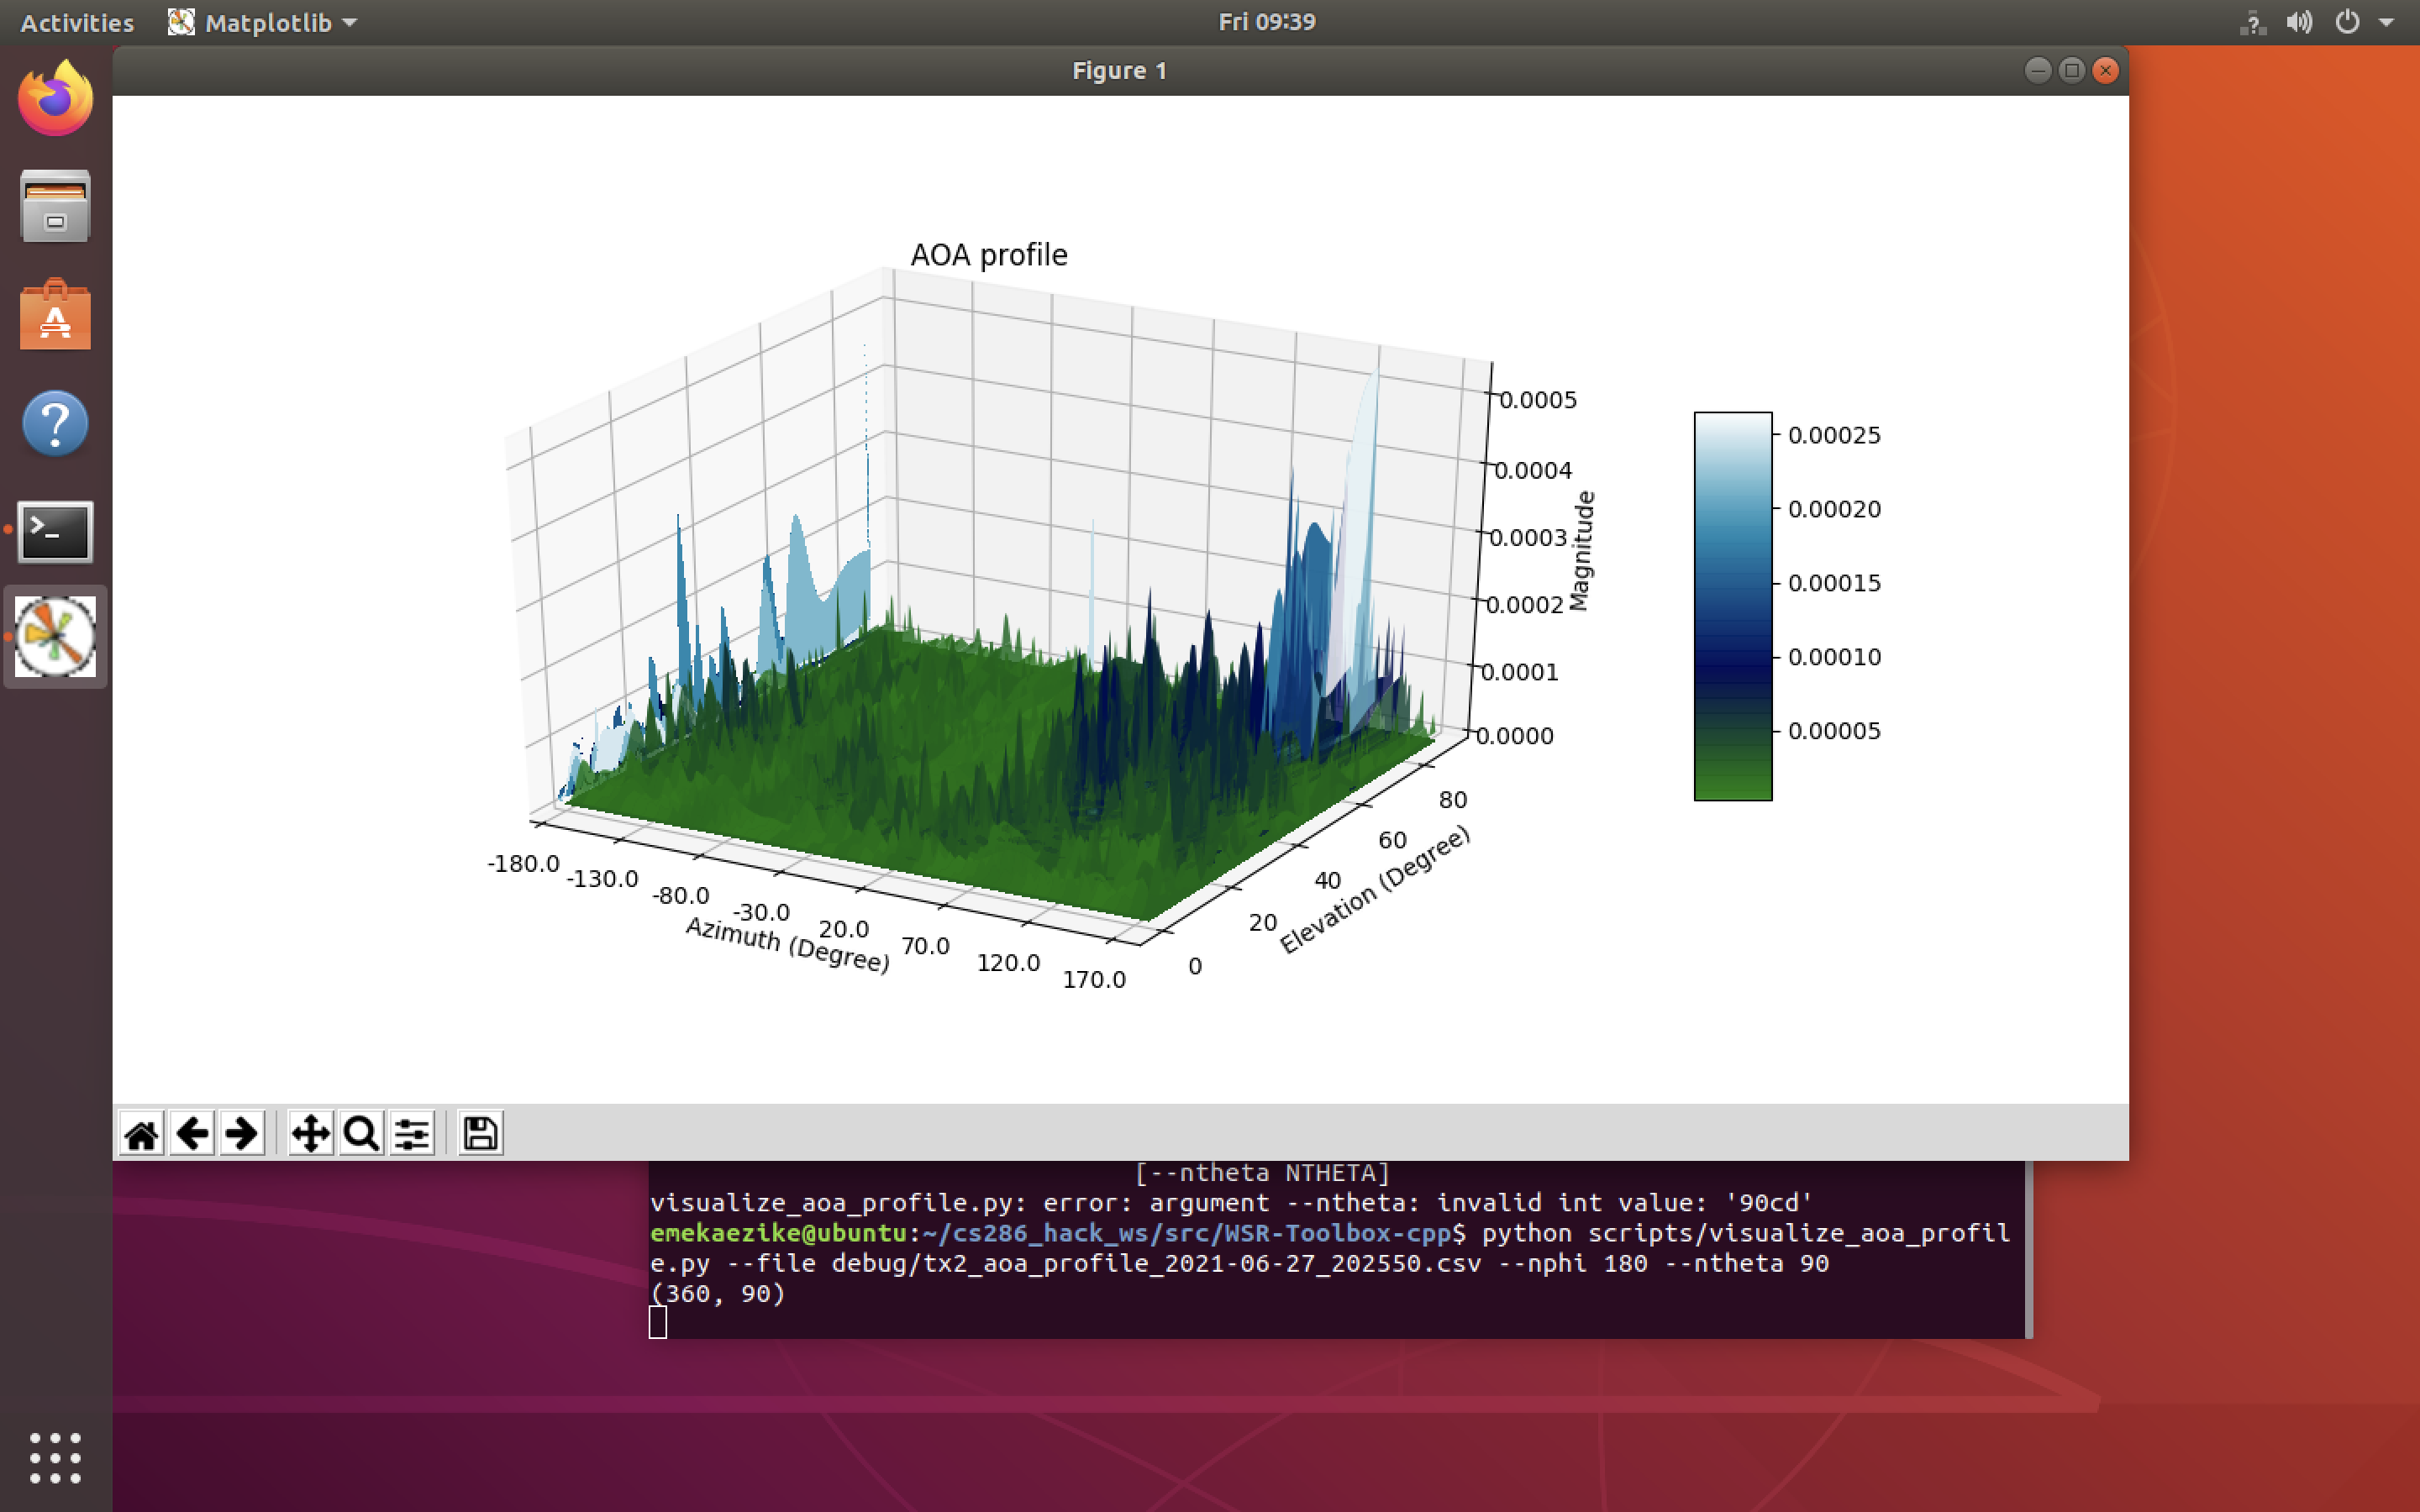 Activities Matplotlib Fri 09:39
Figure 1
AOA profile
0.0005
0.0004
0.0003
0.0002
0.0001
0.0000
Magnitude
0.00025
0.00020
0.00015
0.00010
0.00005
-180.0 -130.0 -80.0 -30.0 20.0 70.0 120.0 170.0
Azimuth (Degree)
0 20 40 60 80
Elevation (Degree)
[--ntheta NTHETA]
visualize_aoa_profile.py: error: argument --ntheta: invalid int value: '90cd'
emekaezike@ubuntu:~/cs286_hack_ws/src/WSR-Toolbox-cpp$ python scripts/visualize_aoa_profil
e.py --file debug/tx2_aoa_profile_2021-06-27_202550.csv --nphi 180 --ntheta 90
(360, 90)